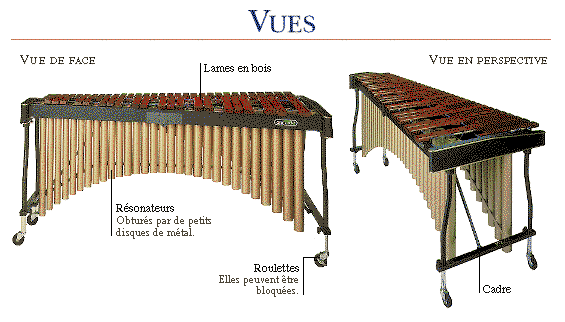 VUES
VUE DE FACE
VUE EN PERSPECTIVE
Lames en bois
Résonateurs
Obturés par de petits
disques de métal.
Roulettes
Elles peuvent être
bloquées.
Cadre